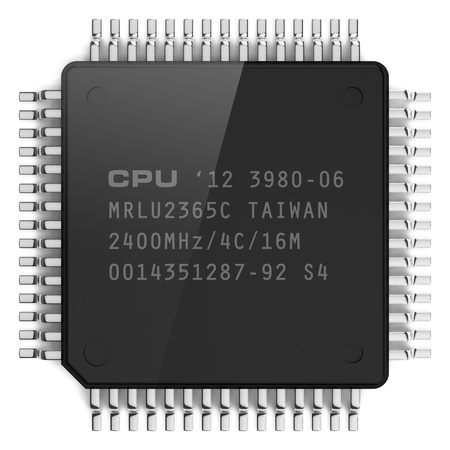 CPU '12 3980-06
MRLU2365C TAIWAN
2400MHz/4C/16M
0014351287-92 S4